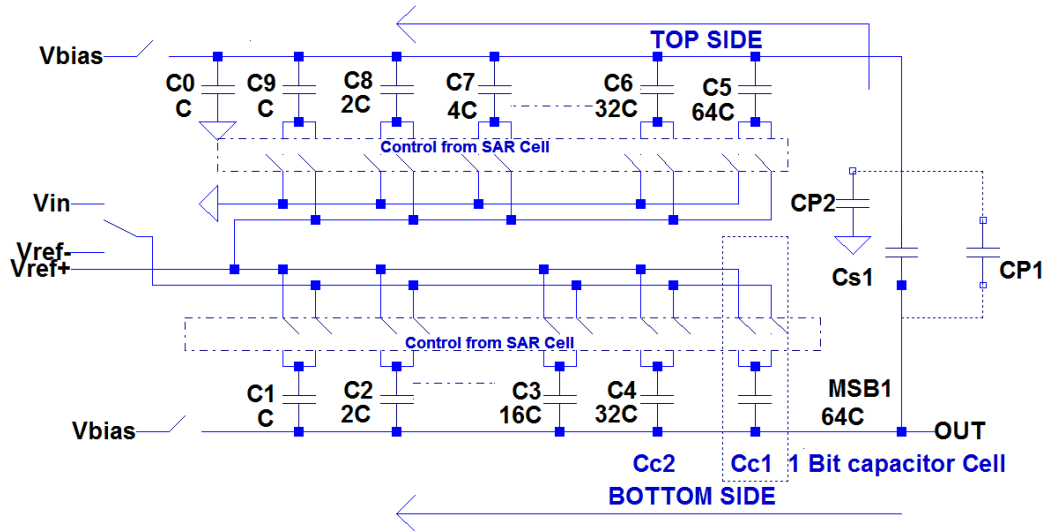 TOP SIDE
Vbias
C0
C
C9
C
C8
2C
C7
4C
C6
32C
C5
64C
Control from SAR Cell
Vin
CP2
Vref-
Vref+
Cs1
CP1
Control from SAR Cell
C1
C
C2
2C
C3
16C
C4
32C
MSB1
64C
Vbias
OUT
Cc2
Cc1
1 Bit capacitor Cell
BOTTOM SIDE